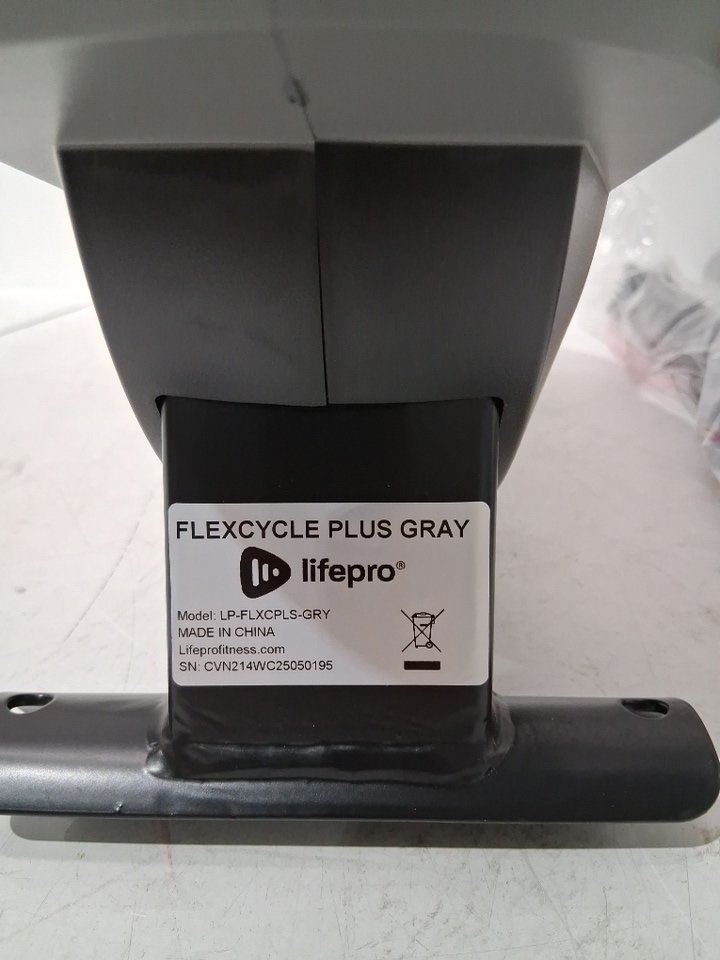 FLEXCYCLE PLUS GRAY
lifepro®
Model: LP-FLXCPLS-GRY
MADE IN CHINA
Lifeprofitness.com
SN: CVN214WC25050195